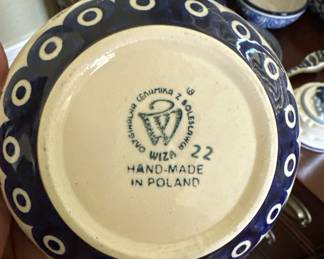 ORYGINALNA CERAMIKA Z BOLESŁAWCA
WIZA 22
HAND-MADE
IN POLAND